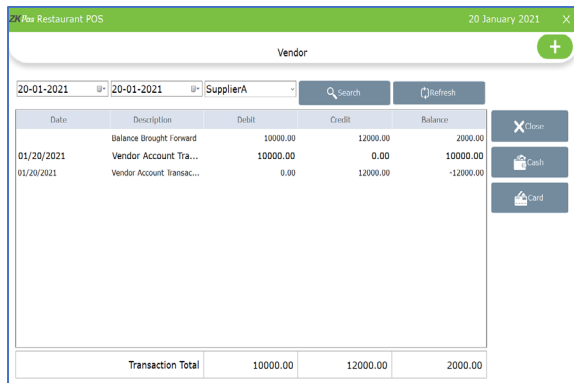 ZKPos Restaurant POS 20 January 2021 X
Vendor
+
20-01-2021 20-01-2021 SupplierA Search Refresh
Date Description Debit Credit Balance
Balance Brought Forward 10000.00 12000.00 2000.00
01/20/2021 Vendor Account Tra... 10000.00 0.00 10000.00
01/20/2021 Vendor Account Transac... 0.00 12000.00 -12000.00
Close
Cash
Card
Transaction Total 10000.00 12000.00 2000.00